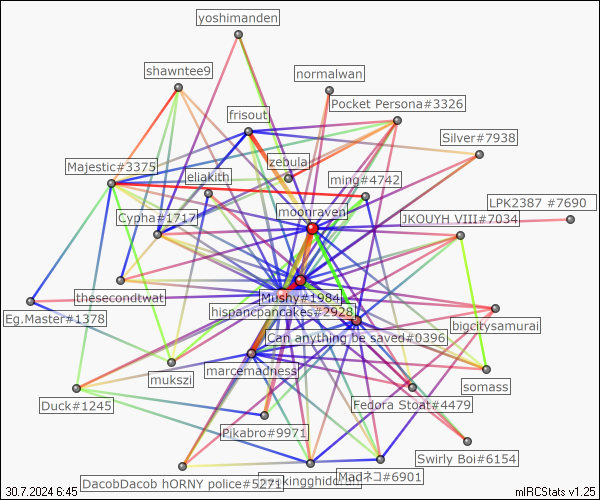 yoshimanden
shawntee9
normalwan
Pocket Persona#3326
frisout
Silver#7938
zebula
Majestic#3375
eliakith
ming#4742
LPK2387 #7690
moonraven
Cypha#1717
JKOUYH VIII#7034
thesecondtwat
Mushy#1984
hispancpancakes#2928
Eg.Master#1378
bigcitysamurai
Can anything be saved#0396
marcemadness
mukszi
somass
Duck#1245
Fedora Stoat#4479
Pikabro#9971
Swirly Boi#6154
Madネコ#6901
DacobDacob hORNY police#5271
30.7.2024 6:45
mIRCStats v1.25